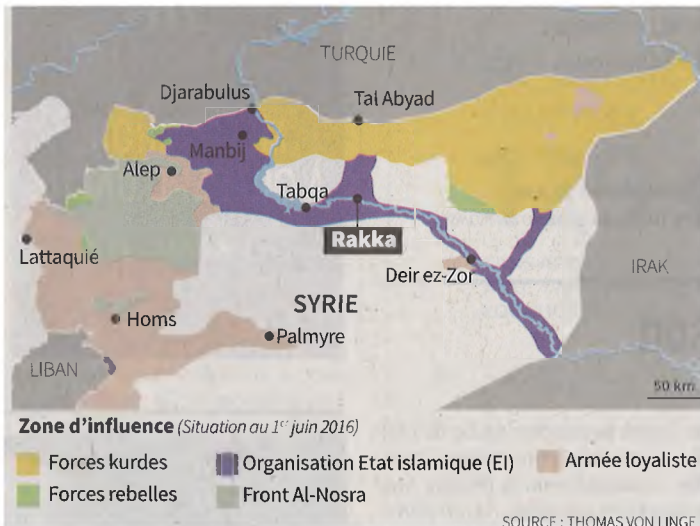 TURQUIE
Djarabulus
Tal Abyad
Manbij
Alep
Tabqa
Rakka
Lattaquié
Deir ez-Zor
IRAK
SYRIE
Homs
Palmyre
LIBAN
50 km
Zone d'influence (Situation au 1er juin 2016)
Forces kurdes
Organisation Etat islamique (EI)
Armée loyaliste
Forces rebelles
Front Al-Nosra
SOURCE : THOMAS VON LINGE